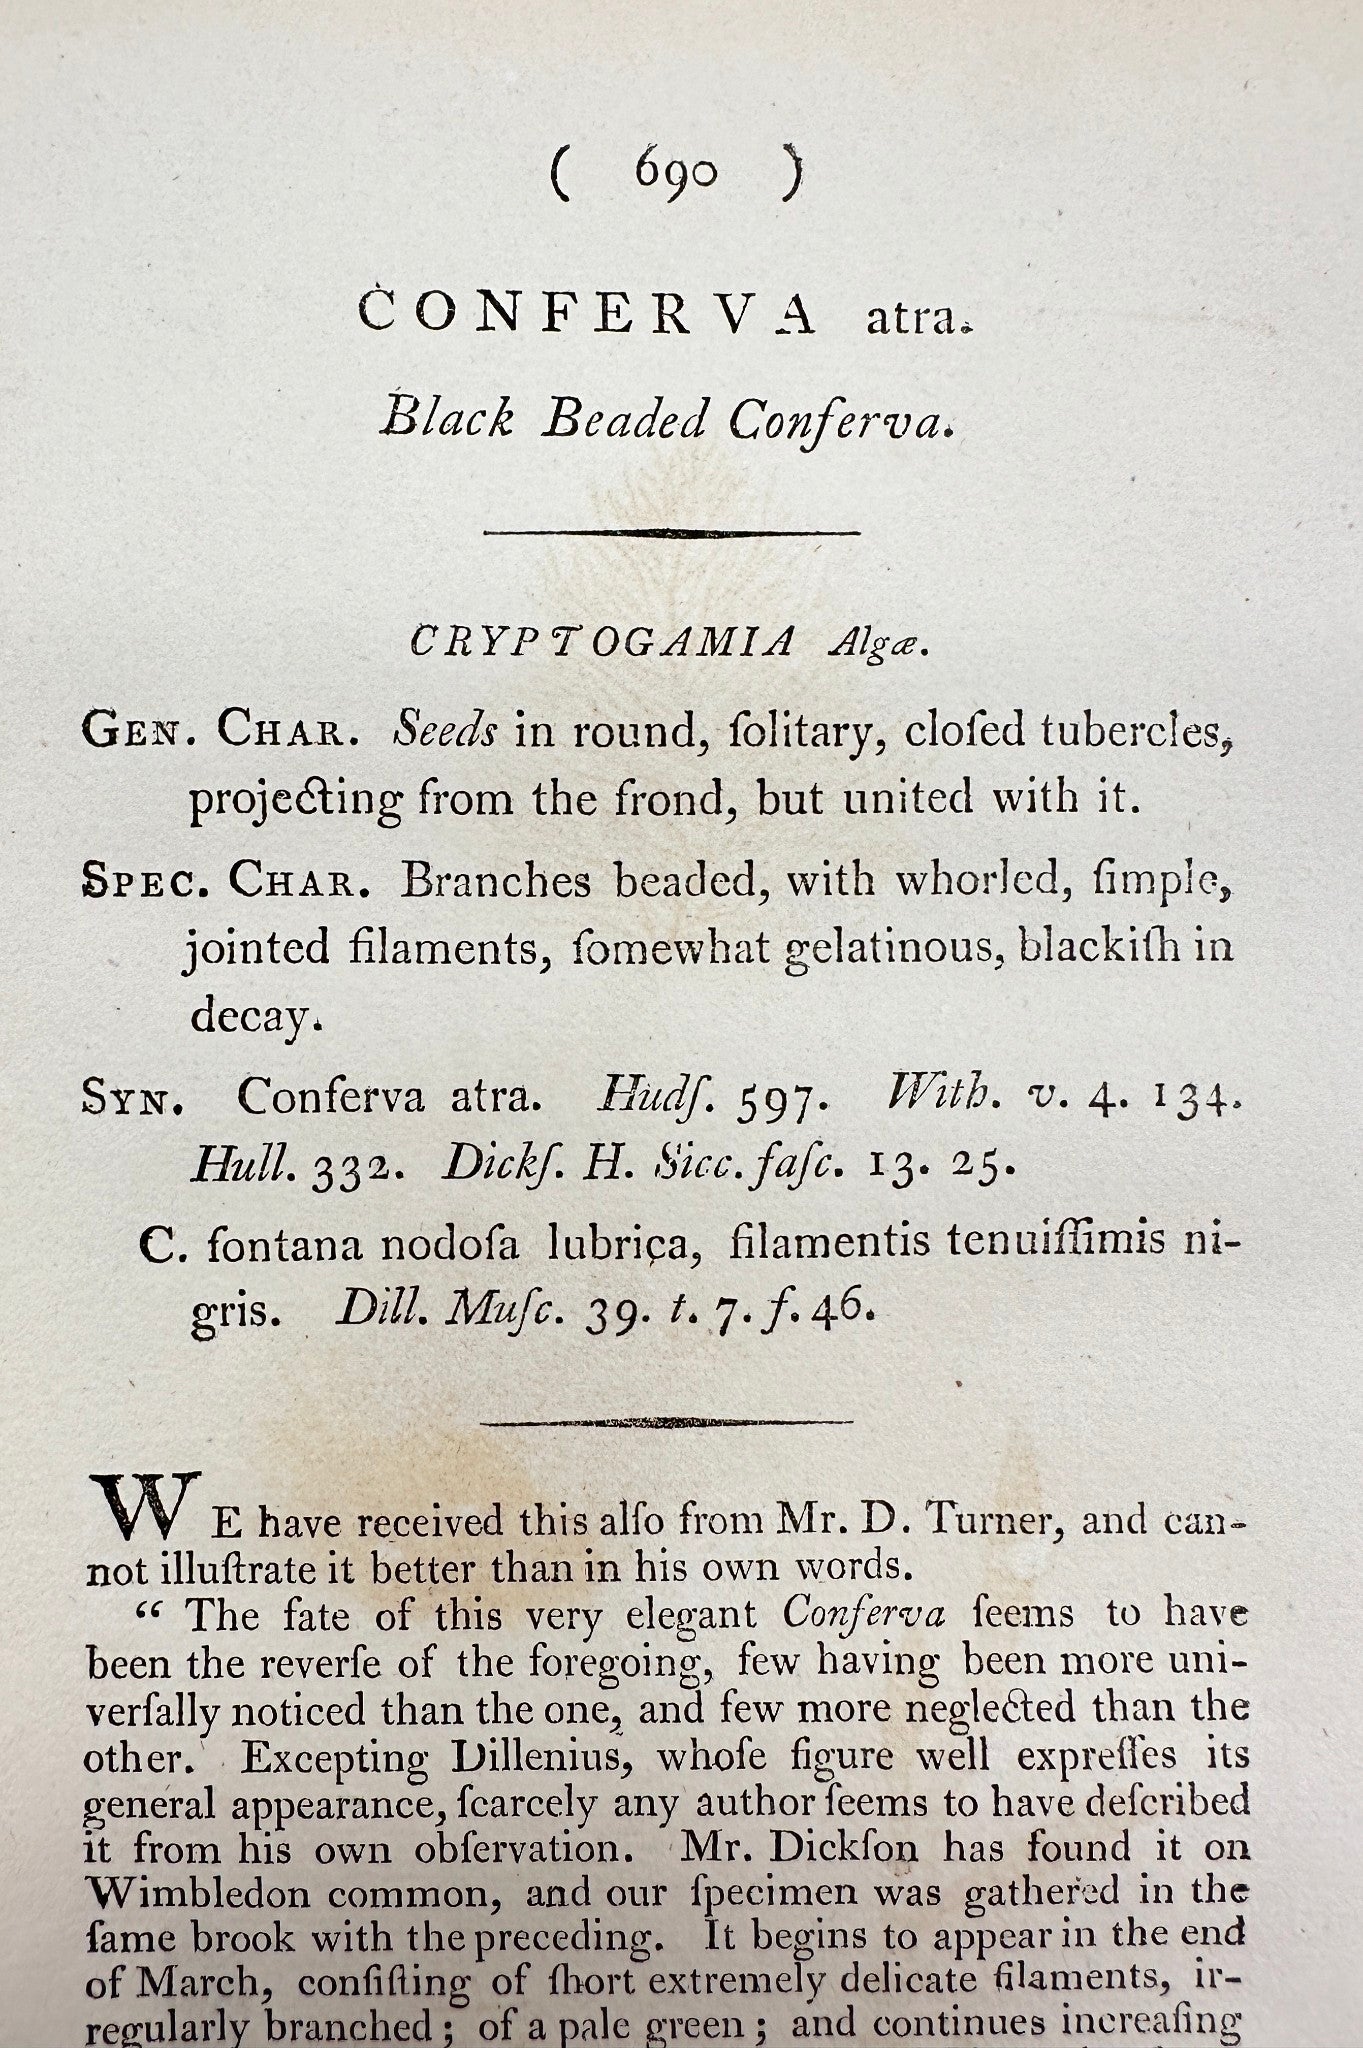 ( 690 )
CONFERVA atra.
Black Beaded Conferva.
CRYPTOGAMIA Algæ.
GEN. CHAR. Seeds in round, ſolitary, cloſed tubercles,
projecting from the frond, but united with it.
SPEC. CHAR. Branches beaded, with whorled, ſimple,
jointed filaments, ſomewhat gelatinous, blackiſh in
decay.
SYN. Conferva atra. Hudſ. 597. With. v. 4. 134.
Hull. 332. Dickſ. H. Sicc. faſc. 13. 25.
C. fontana nodoſa lubrica, filamentis tenuiſſimis ni-
gris. Dill. Muſc. 39. t. 7. f. 46.
WE have received this alſo from Mr. D. Turner, and can-
not illuſtrate it better than in his own words.
“ The fate of this very elegant Conferva ſeems to have
been the reverſe of the foregoing, few having been more uni-
verſally noticed than the one, and few more neglected than the
other. Excepting Dillenius, whoſe figure well expreſſes its
general appearance, ſcarcely any author ſeems to have deſcribed
it from his own obſervation. Mr. Dickſon has found it on
Wimbledon common, and our ſpecimen was gathered in the
ſame brook with the preceding. It begins to appear in the end
of March, conſiſting of ſhort extremely delicate filaments, ir-
regularly branched; of a pale green; and continues increaſing